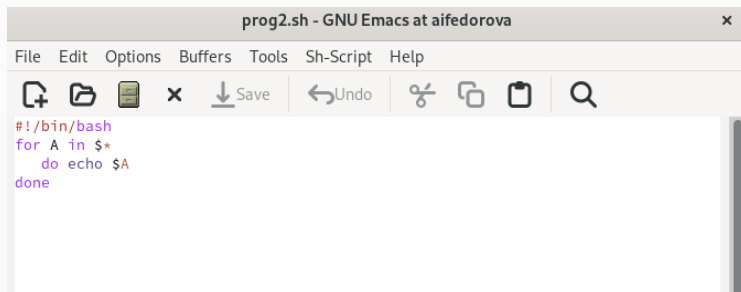 prog2.sh - GNU Emacs at aifedorova ×
File Edit Options Buffers Tools Sh-Script Help
Save Undo
#!/bin/bash
for A in $*
   do echo $A
done